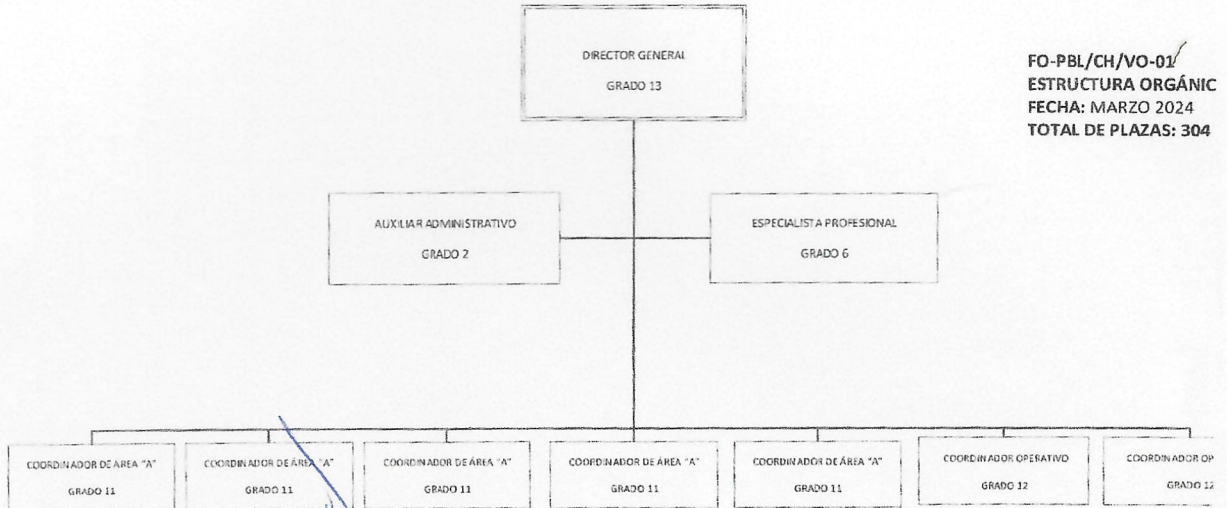 DIRECTOR GENERAL
GRADO 13
FO-PBL/CH/VO-01
ESTRUCTURA ORGÁNIC
FECHA: MARZO 2024
TOTAL DE PLAZAS: 304
AUXILIAR ADMINISTRATIVO
GRADO 2
ESPECIALISTA PROFESIONAL
GRADO 6
COORDINADOR DE ÁREA "A"
GRADO 11
COORDINADOR DE ÁREA "A"
GRADO 11
COORDINADOR DE ÁREA "A"
GRADO 11
COORDINADOR DE ÁREA "A"
GRADO 11
COORDINADOR DE ÁREA "A"
GRADO 11
COORDINADOR OPERATIVO
GRADO 12
COORDINADOR OP
GRADO 12